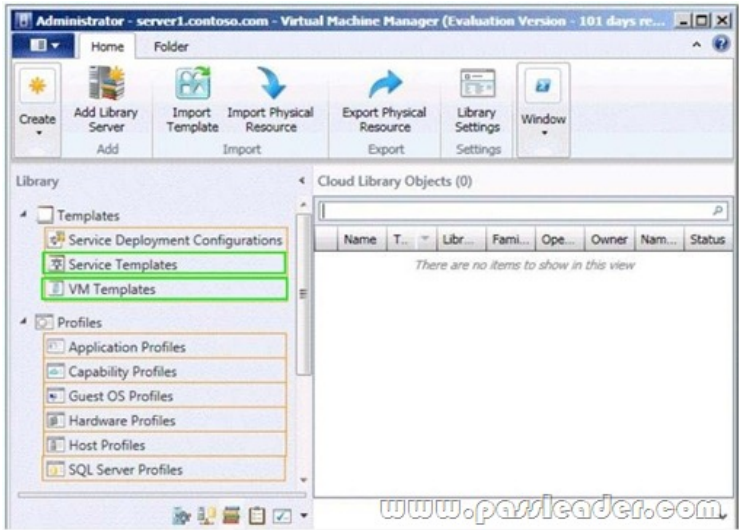 Administrator - server1.contoso.com - Virtual Machine Manager (Evaluation Version - 101 days re...
Home Folder
Create
Add Library Server
Import Template
Import Physical Resource
Export Physical Resource
Library Settings
Window
Add Import Export Settings
Library
Cloud Library Objects (0)
Templates
Service Deployment Configurations
Service Templates
VM Templates
Profiles
Application Profiles
Capability Profiles
Guest OS Profiles
Hardware Profiles
Host Profiles
SQL Server Profiles
Name T... Libr... Fami... Ope... Owner Nam... Status
There are no items to show in this view
www.passleader.com